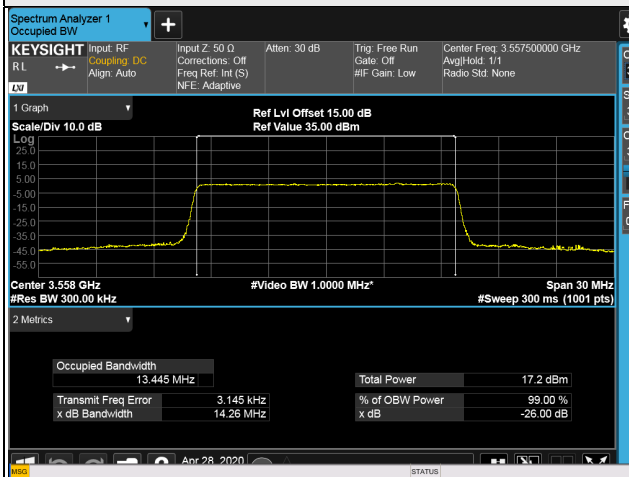 Spectrum Analyzer 1
Occupied BW
KEYSIGHT Input: RF Input Z: 50 Ω Atten: 30 dB Trig: Free Run Center Freq: 3.557500000 GHz
RL Coupling: DC Corrections: Off Gate: Off Avg|Hold: 1/1
Align: Auto Freq Ref: Int (S) #IF Gain: Low Radio Std: None
LXI NFE: Adaptive
1 Graph Ref Lvl Offset 15.00 dB
Scale/Div 10.0 dB Ref Value 35.00 dBm
Log
25.0
15.0
5.00
-5.00
-15.0
-25.0
-35.0
-45.0
-55.0
Center 3.558 GHz #Video BW 1.0000 MHz* Span 30 MHz
#Res BW 300.00 kHz #Sweep 300 ms (1001 pts)
2 Metrics
Occupied Bandwidth
13.445 MHz Total Power 17.2 dBm
Transmit Freq Error 3.145 kHz % of OBW Power 99.00 %
x dB Bandwidth 14.26 MHz x dB -26.00 dB
Apr 28, 2020
MSG STATUS